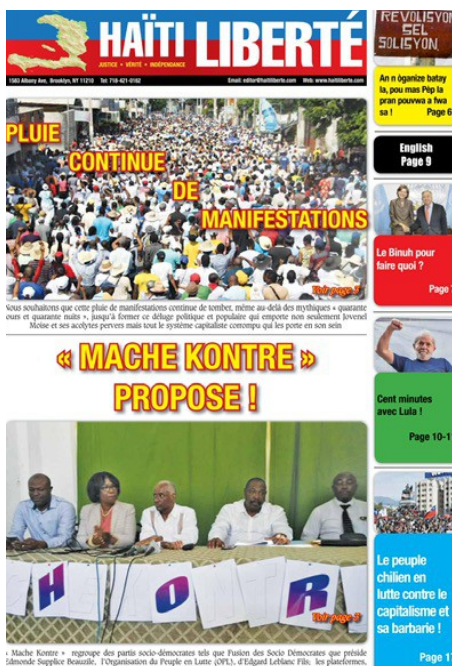 HAÏTI LIBERTÉ
JUSTICE • VÉRITÉ • INDÉPENDANCE
1583 Albany Ave, Brooklyn, NY 11210 Tel: 718-421-0162 Email: editor@haitiliberte.com Web: www.haitiliberte.com
PLUIE
CONTINUE
DE
MANIFESTATIONS
Voir page 3
Nous souhaitons que cette pluie de manifestations continue de tomber, même au-delà des mythiques « quarante
jours et quarante nuits », jusqu'à former ce déluge politique et populaire qui emporte non seulement Jovenel
Moïse et ses acolytes pervers mais tout le système capitaliste corrompu qui les porte en son sein
« MACHE KONTRE »
PROPOSE !
H O T R
Voir page 3
« Mache Kontre » regroupe des partis socio-démocrates tels que Fusion des Socio Démocrates que préside
Edmonde Supplice Beauzile, l'Organisation du Peuple en Lutte (OPL), d'Edgard Leblanc Fils; les plateformes,
REVOLISYON
SEL
SOLISYON
An n òganize batay
la, pou mas Pèp la
pran pouvwa a fwa
sa !
Page 6
English
Page 9
Le Binuh pour
faire quoi ?
Page
Cent minutes
avec Lula !
Page 10-1
Le peuple
chilien en
lutte contre le
capitalisme et
sa barbarie !
Page 1